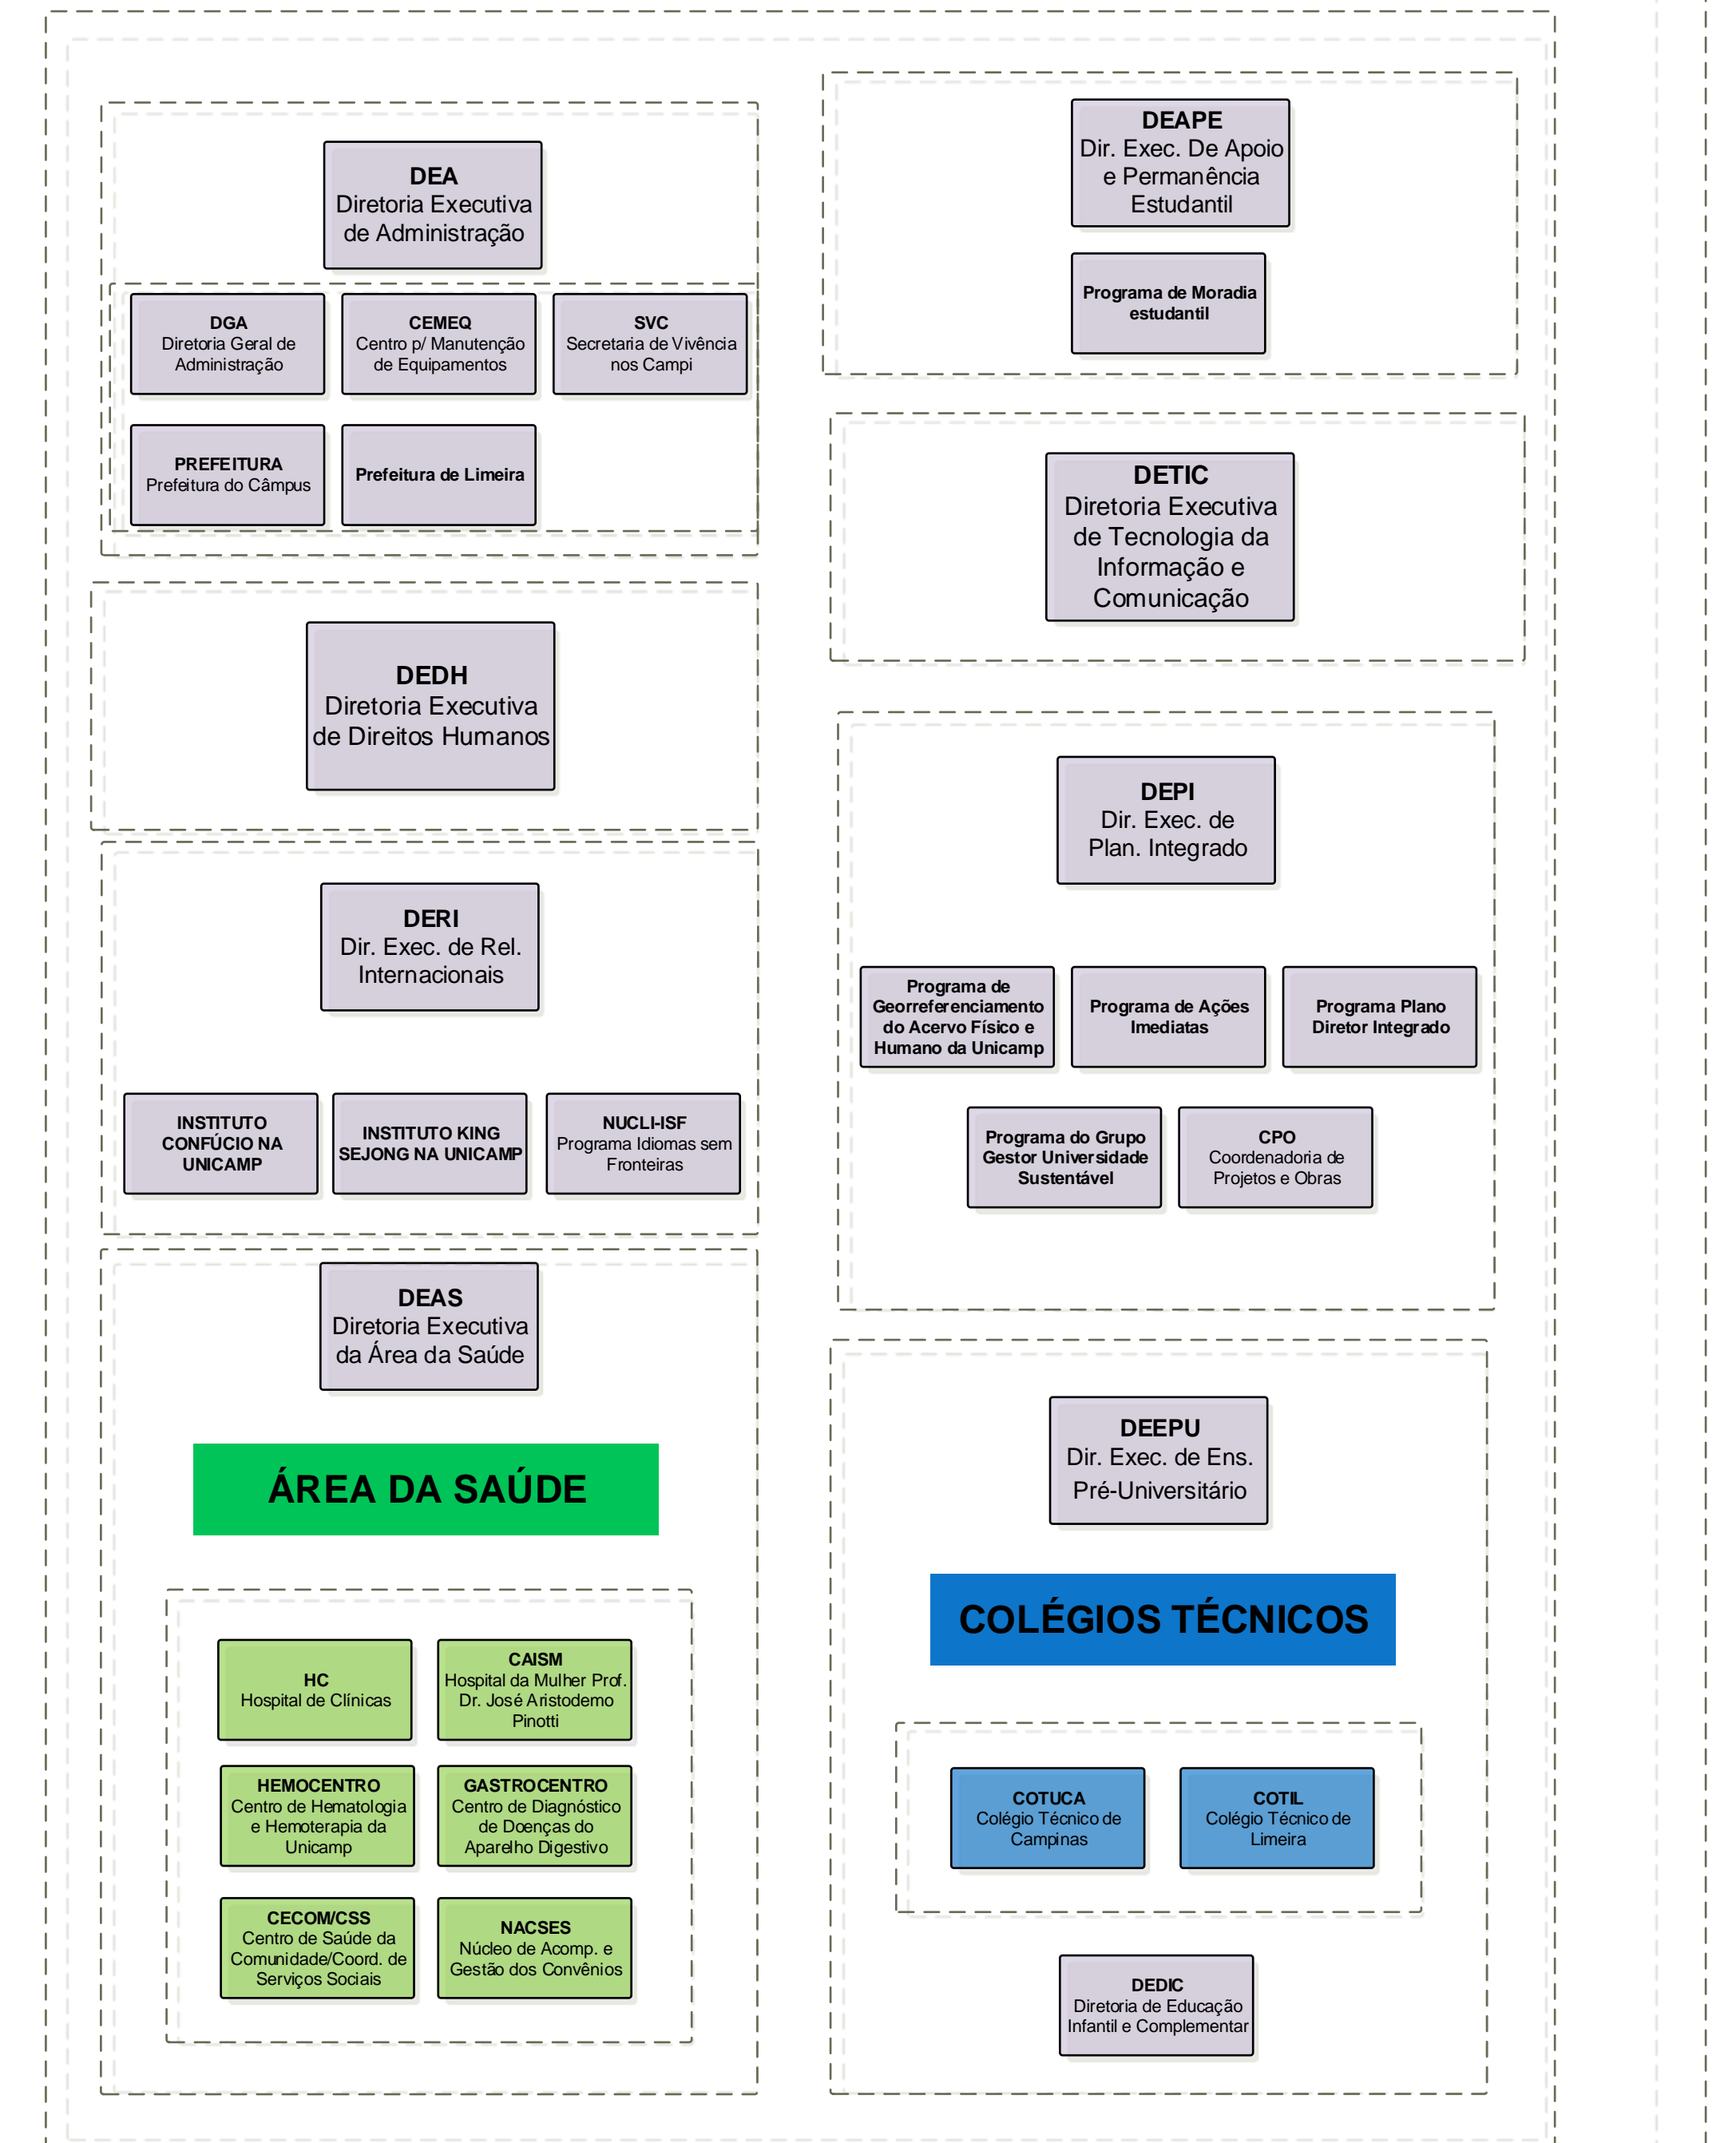 DEA
Diretoria Executiva
de Administração
DGA
Diretoria Geral de
Administração
CEMEQ
Centro p/ Manutenção
de Equipamentos
SVC
Secretaria de Vivência
nos Campi
PREFEITURA
Prefeitura do Câmpus
Prefeitura de Limeira
DEDH
Diretoria Executiva
de Direitos Humanos
DERI
Dir. Exec. de Rel.
Internacionais
INSTITUTO
CONFÚCIO NA
UNICAMP
INSTITUTO KING
SEJONG NA UNICAMP
NUCLI-ISF
Programa Idiomas sem
Fronteiras
DEAS
Diretoria Executiva
da Área da Saúde
ÁREA DA SAÚDE
HC
Hospital de Clínicas
CAISM
Hospital da Mulher Prof.
Dr. José Aristodemo
Pinotti
HEMOCENTRO
Centro de Hematologia
e Hemoterapia da
Unicamp
GASTROCENTRO
Centro de Diagnóstico
de Doenças do
Aparelho Digestivo
CECOM/CSS
Centro de Saúde da
Comunidade/Coord. de
Serviços Sociais
NACSES
Núcleo de Acomp. e
Gestão dos Convênios
DEAPE
Dir. Exec. De Apoio
e Permanência
Estudantil
Programa de Moradia
estudantil
DETIC
Diretoria Executiva
de Tecnologia da
Informação e
Comunicação
DEPI
Dir. Exec. de
Plan. Integrado
Programa de
Georreferenciamento
do Acervo Físico e
Humano da Unicamp
Programa de Ações
Imediatas
Programa Plano
Diretor Integrado
Programa do Grupo
Gestor Universidade
Sustentável
CPO
Coordenadoria de
Projetos e Obras
DEEPU
Dir. Exec. de Ens.
Pré-Universitário
COLÉGIOS TÉCNICOS
COTUCA
Colégio Técnico de
Campinas
COTIL
Colégio Técnico de
Limeira
DEDIC
Diretoria de Educação
Infantil e Complementar